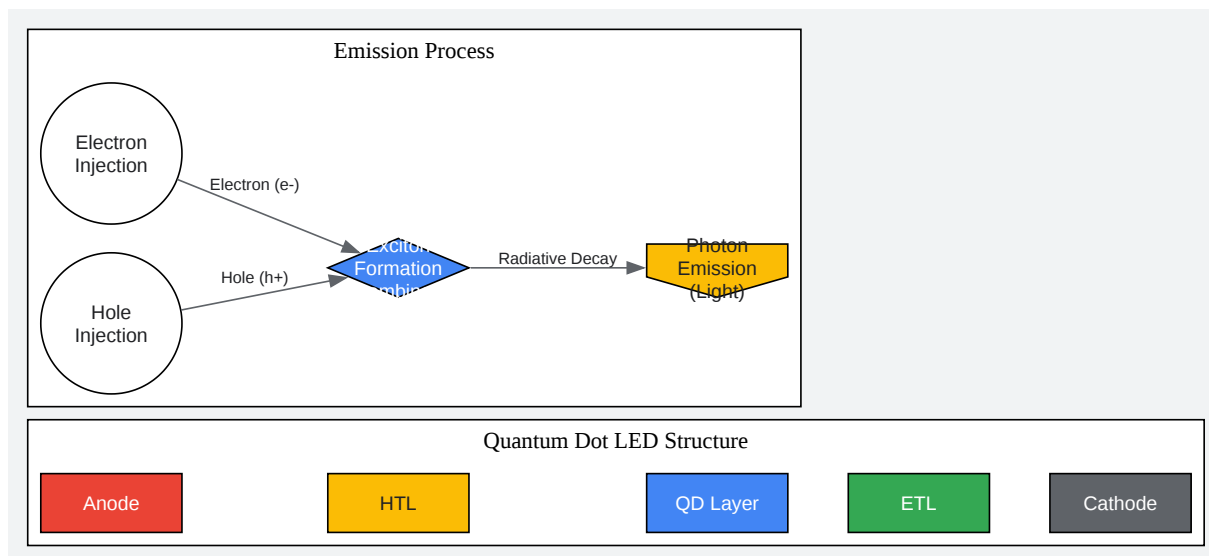 Emission Process
Electron
Injection
Electron (e-)
Exciton
Formation
Hole (h+)
Hole
Injection
Radiative Decay
Photon
Emission
(Light)
Quantum Dot LED Structure
Anode
HTL
QD Layer
ETL
Cathode